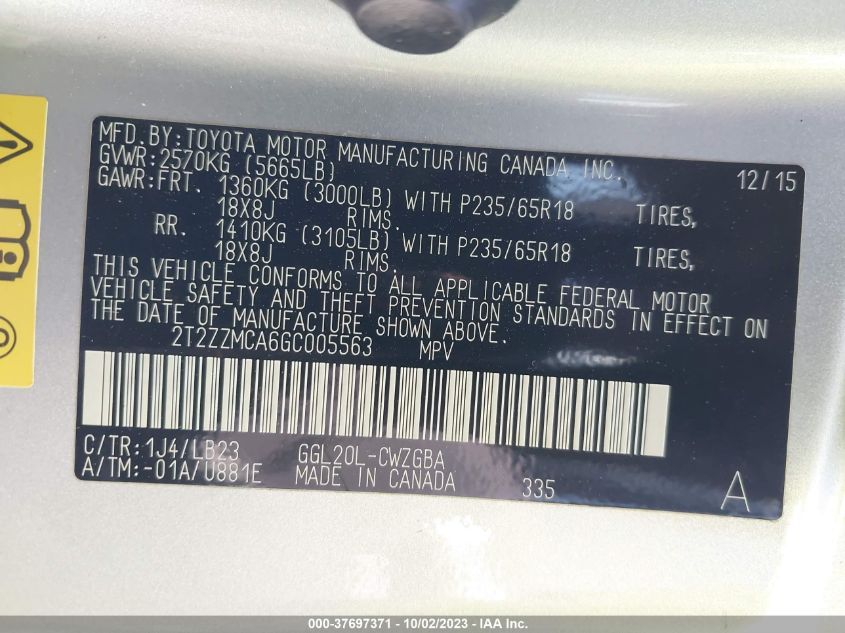 MFD.BY:TOYOTA MOTOR MANUFACTURING CANADA INC. 12/15
GVWR:2570KG (5665LB)
GAWR:FRT. 1360KG (3000LB) WITH P235/65R18 TIRES,
18X8J RIMS.
RR. 1410KG (3105LB) WITH P235/65R18 TIRES,
18X8J RIMS.
THIS VEHICLE CONFORMS TO ALL APPLICABLE FEDERAL MOTOR
VEHICLE SAFETY AND THEFT PREVENTION STANDARDS IN EFFECT ON
THE DATE OF MANUFACTURE SHOWN ABOVE.
2T2ZZMCA6GC005563 MPV
C/TR:1J4/LB23 GGL20L-CWZGBA
A/TM:-01A/U881E MADE IN CANADA 335 A
000-37697371 - 10/02/2023 - IAA Inc.